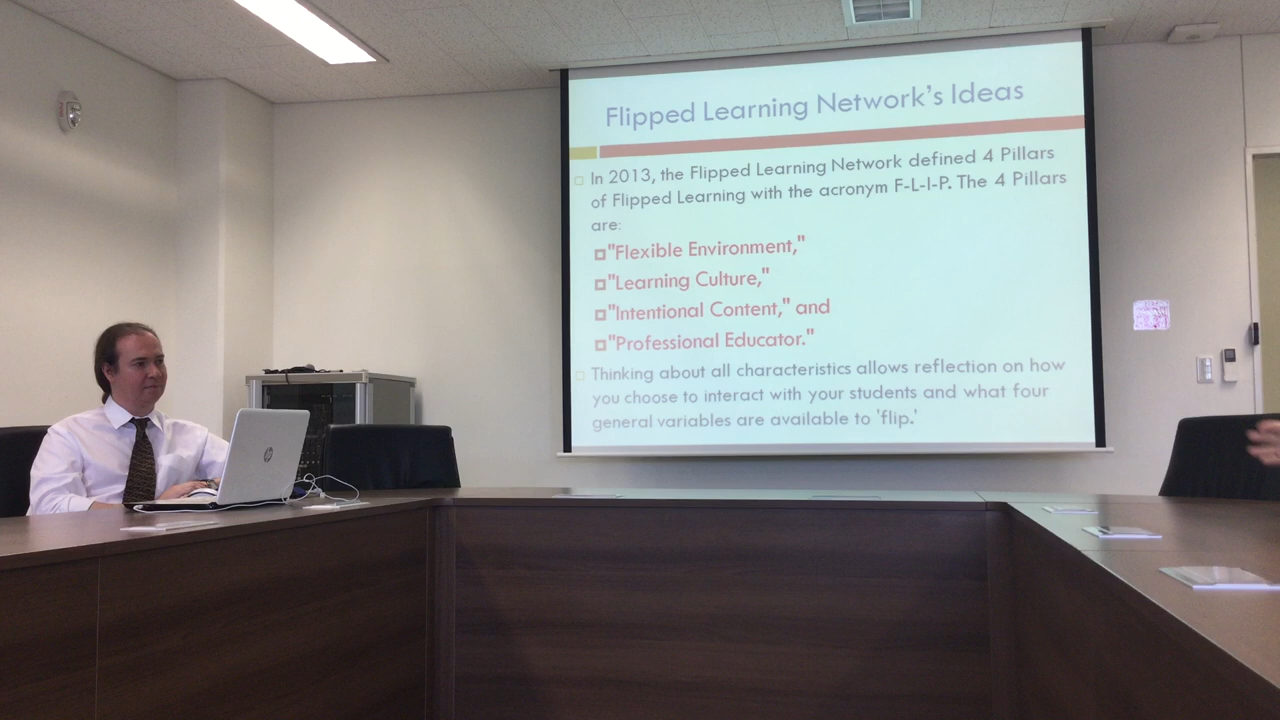 Flipped Learning Network's Ideas
In 2013, the Flipped Learning Network defined 4 Pillars
of Flipped Learning with the acronym F-L-I-P. The 4 Pillars
are:
"Flexible Environment,"
"Learning Culture,"
"Intentional Content," and
"Professional Educator."
Thinking about all characteristics allows reflection on how
you choose to interact with your students and what four
general variables are available to 'flip.'
hp